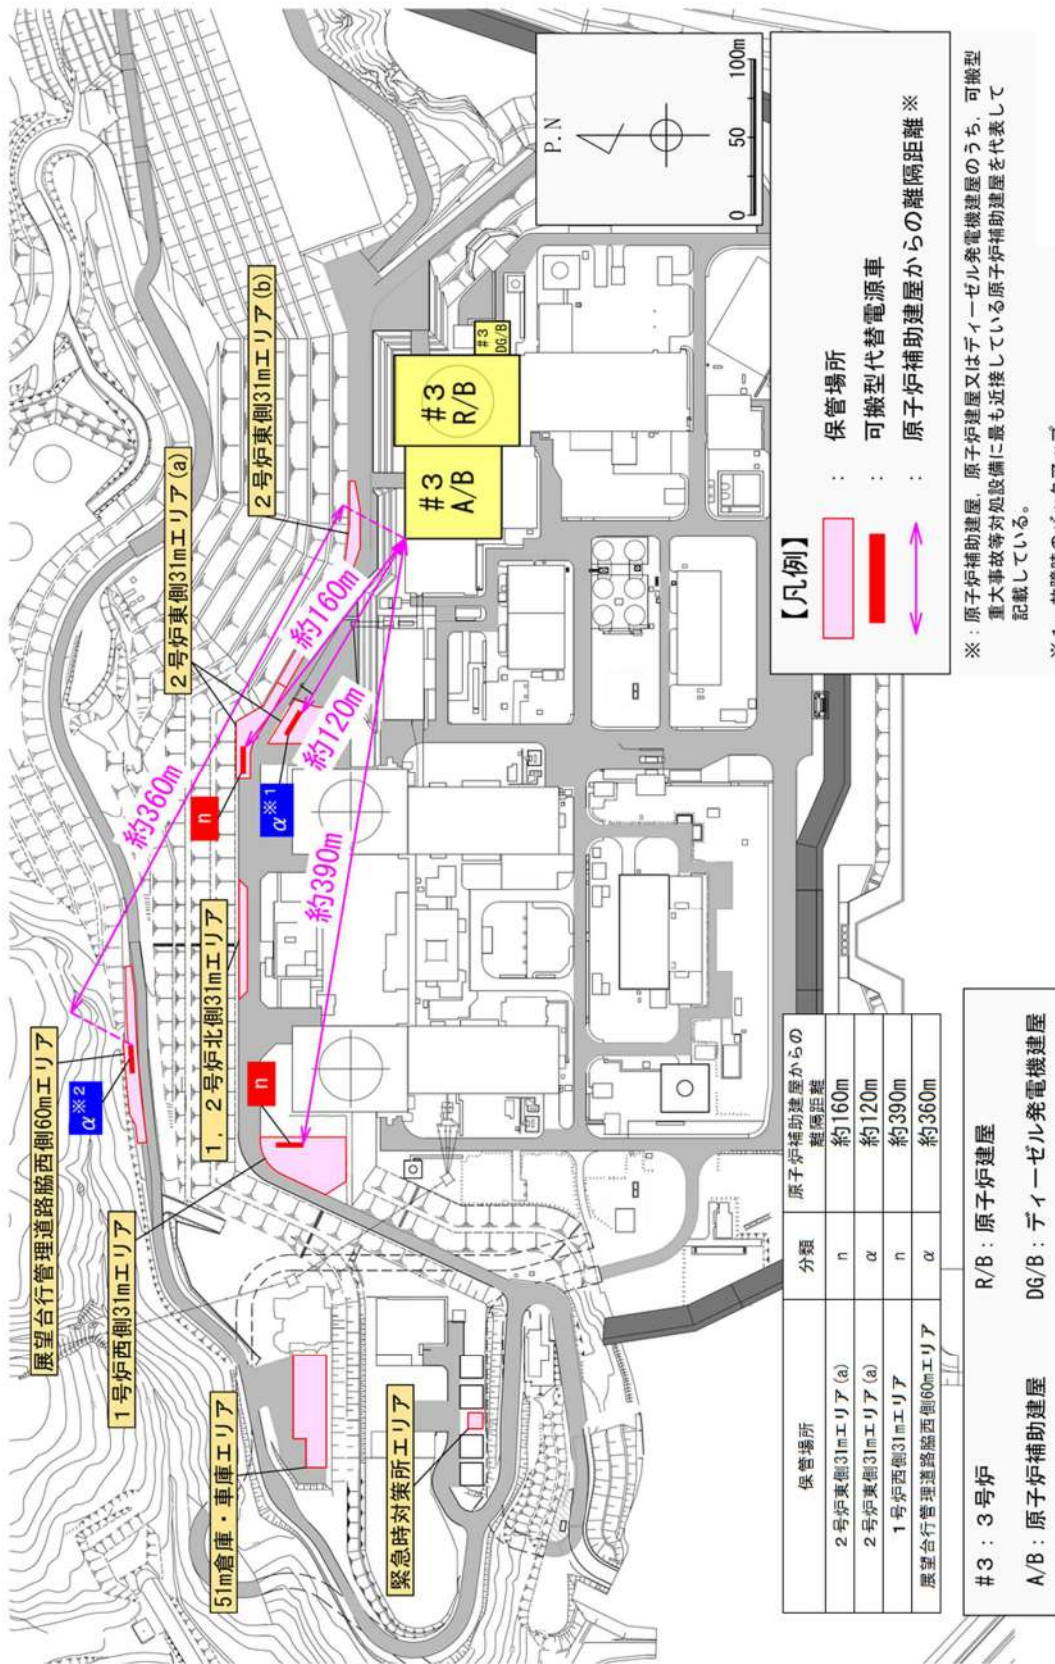 展望台行管理道路脇西側60mエリア
α※2
1号炉西側31mエリア
51m倉庫・車庫エリア
緊急時対策所エリア
1, 2号炉北側31mエリア
n
n
α※1
2号炉東側31mエリア(a)
2号炉東側31mエリア(b)
約360m
約160m
約120m
約390m
#3
A/B
#3
R/B
#3
DG/B
P.N
0 50 100m
【凡例】
: 保管場所
: 可搬型代替電源車
: 原子炉補助建屋からの離隔距離※
※：原子炉補助建屋，原子炉建屋又はディーゼル発電機建屋のうち，可搬型
重大事故等対処設備に最も近接している原子炉補助建屋を代表して
記載している。
保管場所 分類 原子炉補助建屋からの離隔距離
2号炉東側31mエリア(a) n 約160m
2号炉東側31mエリア(a) α 約120m
1号炉西側31mエリア n 約390m
展望台行管理道路脇西側60mエリア α 約360m
#3：3号炉 R/B：原子炉建屋
A/B：原子炉補助建屋 DG/B：ディーゼル発電機建屋